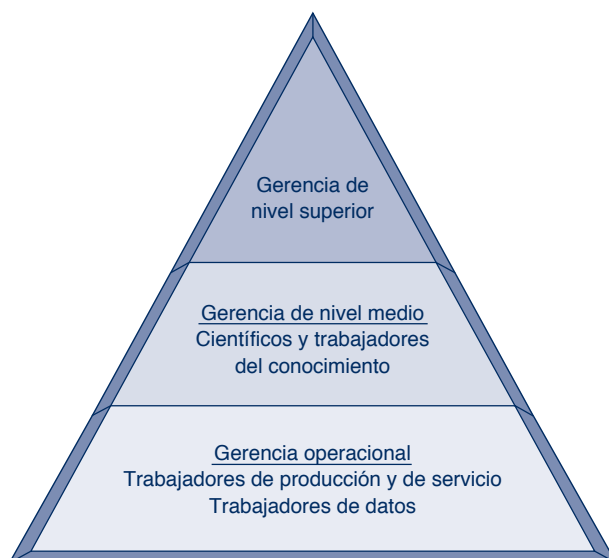 Gerencia de
nivel superior
Gerencia de nivel medio
Científicos y trabajadores
del conocimiento
Gerencia operacional
Trabajadores de producción y de servicio
Trabajadores de datos